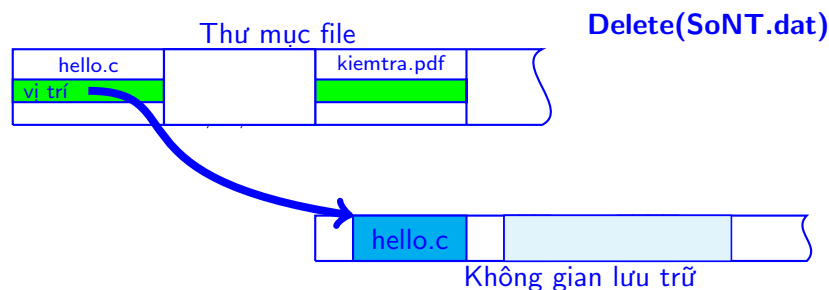 Delete(SoNT.dat)
Thư mục file
hello.c
kiemtra.pdf
vị trí
hello.c
Không gian lưu trữ